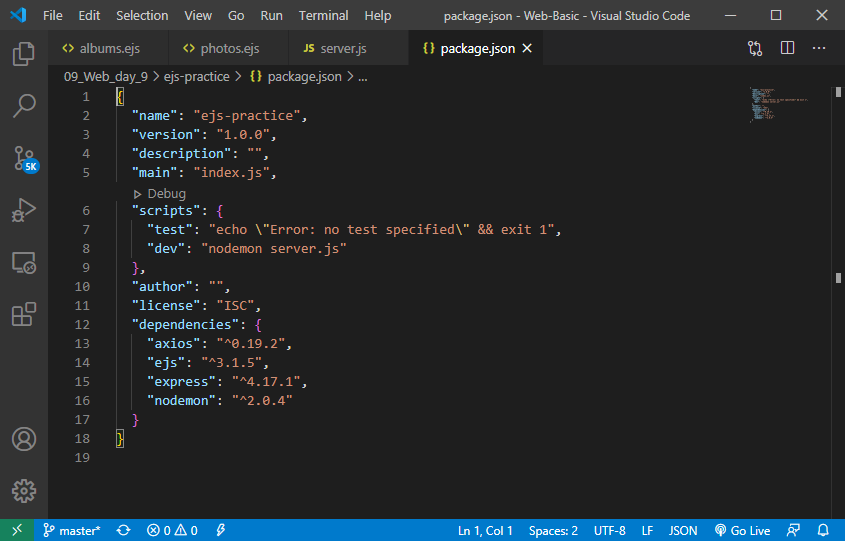 File Edit Selection View Go Run Terminal Help package.json - Web-Basic - Visual Studio Code
<> albums.ejs <> photos.ejs JS server.js {} package.json
09_Web_day_9 > ejs-practice > {} package.json > ...
1 {
2 "name": "ejs-practice",
3 "version": "1.0.0",
4 "description": "",
5 "main": "index.js",
Debug
6 "scripts": {
7 "test": "echo \"Error: no test specified\" && exit 1",
8 "dev": "nodemon server.js"
9 },
10 "author": "",
11 "license": "ISC",
12 "dependencies": {
13 "axios": "^0.19.2",
14 "ejs": "^3.1.5",
15 "express": "^4.17.1",
16 "nodemon": "^2.0.4"
17 }
18 }
19
5K
master* 0 0 Ln 1, Col 1 Spaces: 2 UTF-8 LF JSON Go Live